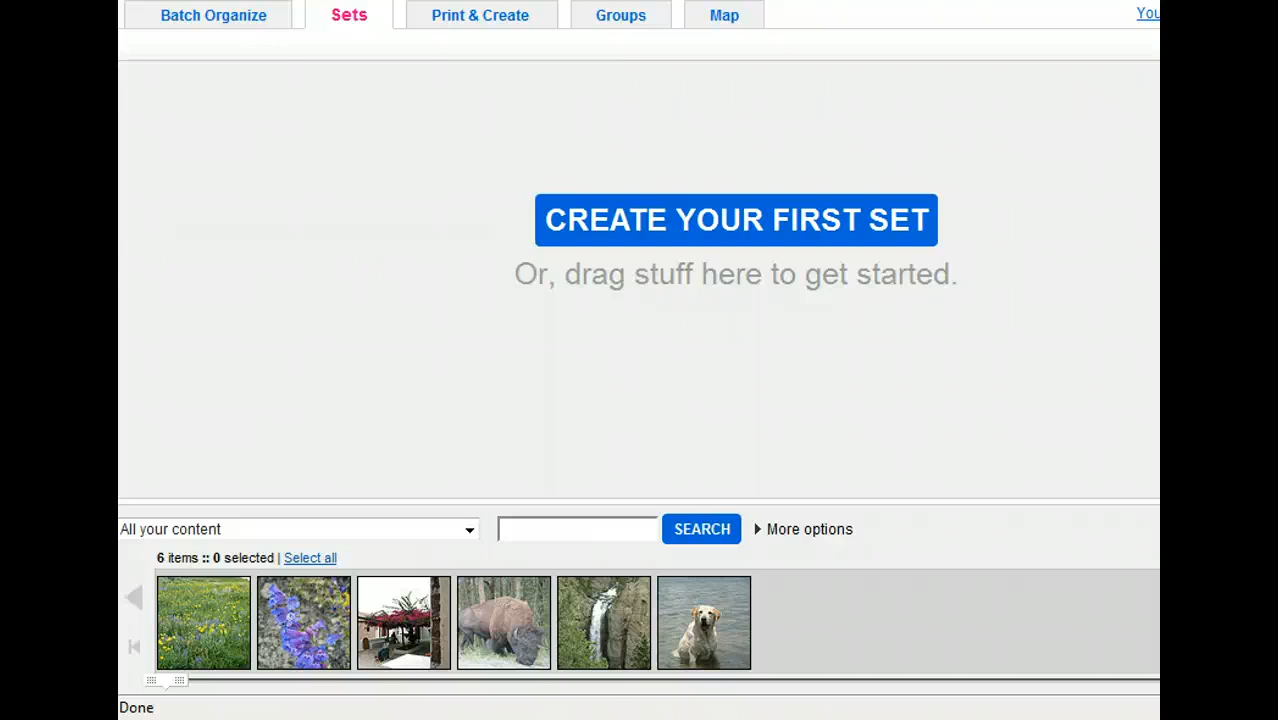 Batch Organize Sets Print & Create Groups Map You
CREATE YOUR FIRST SET
Or, drag stuff here to get started.
All your content SEARCH More options
6 items :: 0 selected | Select all
Done